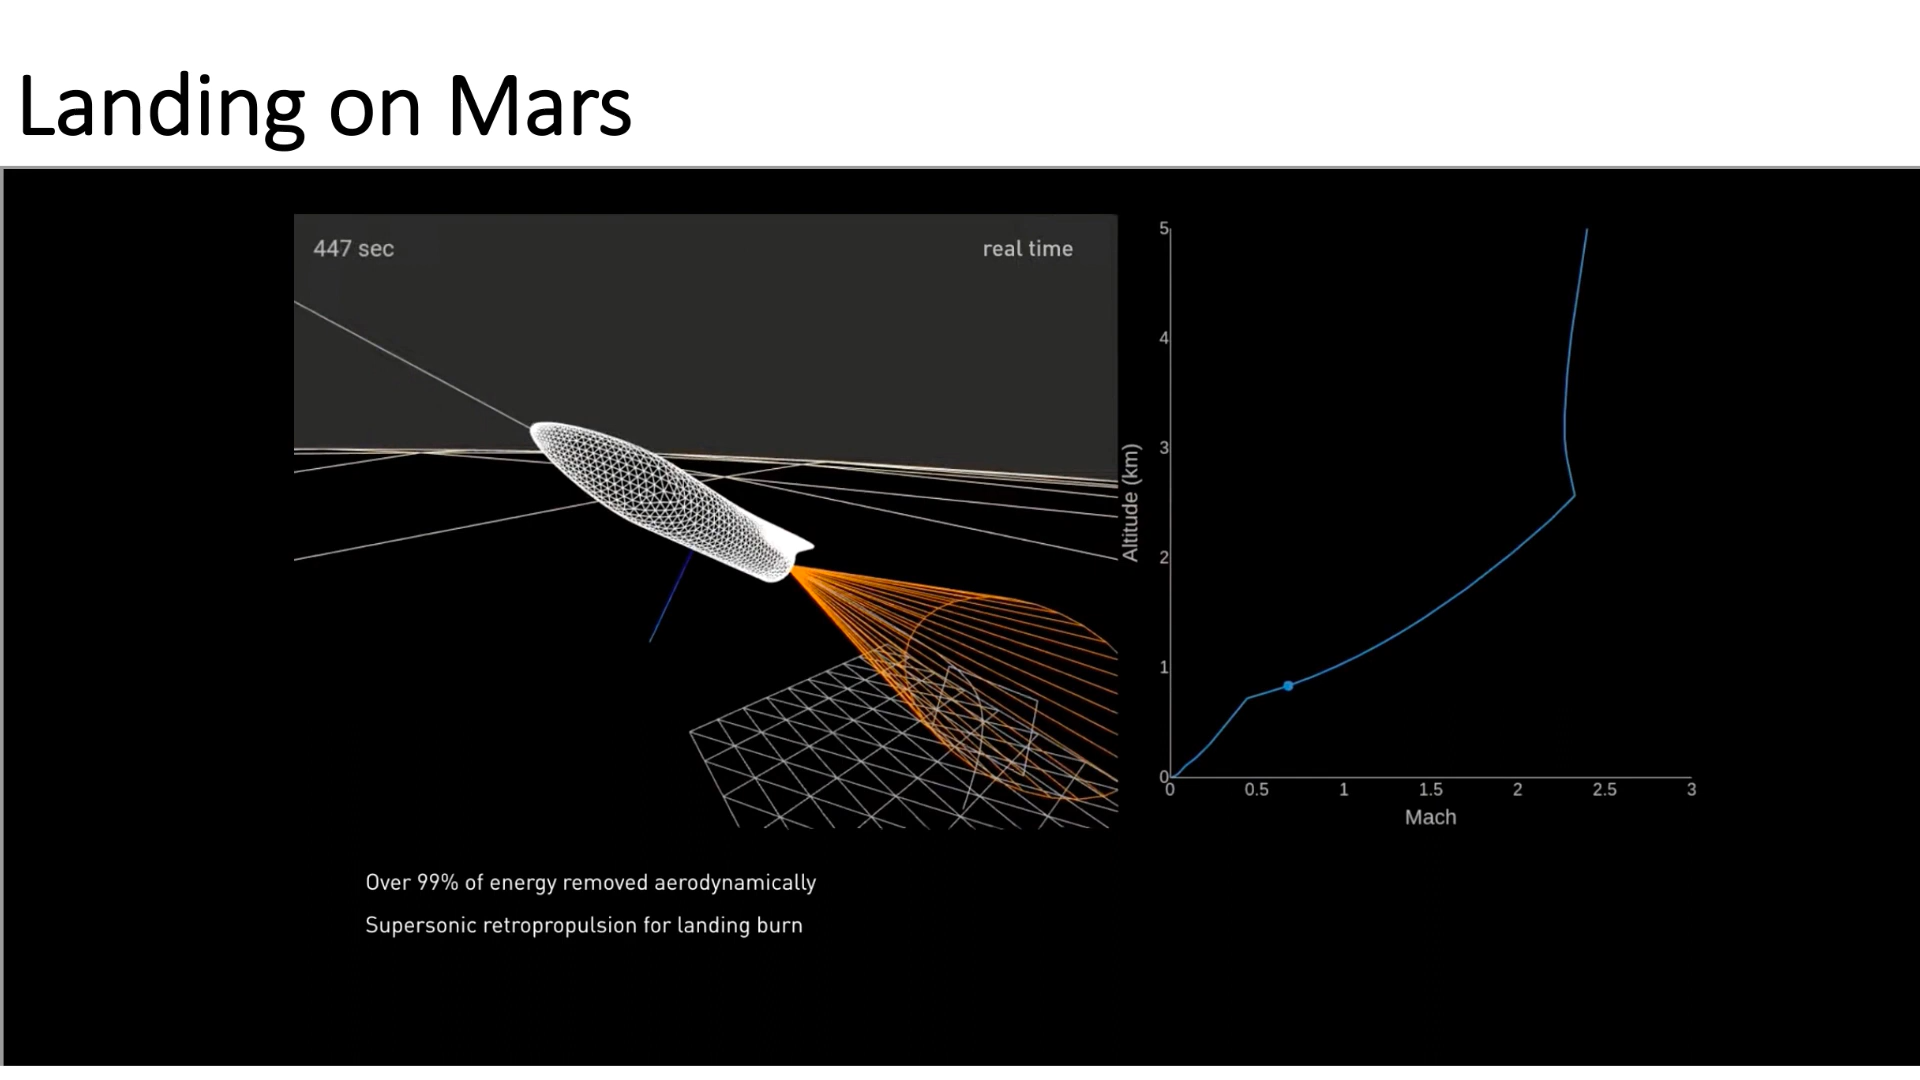 Landing on Mars
447 sec
real time
5
4
3
2
1
0
Altitude (km)
0
0.5
1
1.5
2
2.5
3
Mach
Over 99% of energy removed aerodynamically
Supersonic retropropulsion for landing burn